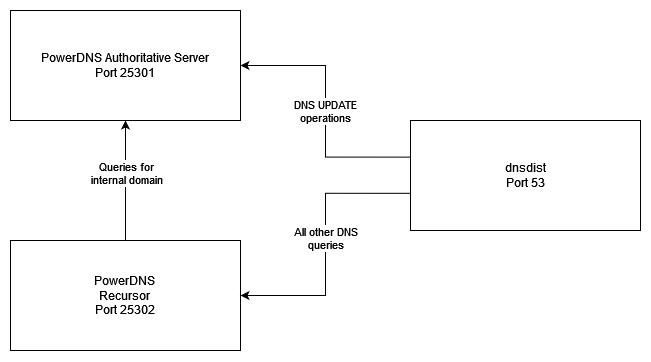 PowerDNS Authoritative Server
Port 25301
DNS UPDATE
operations
dnsdist
Port 53
Queries for
internal domain
All other DNS
queries
PowerDNS
Recursor
Port 25302